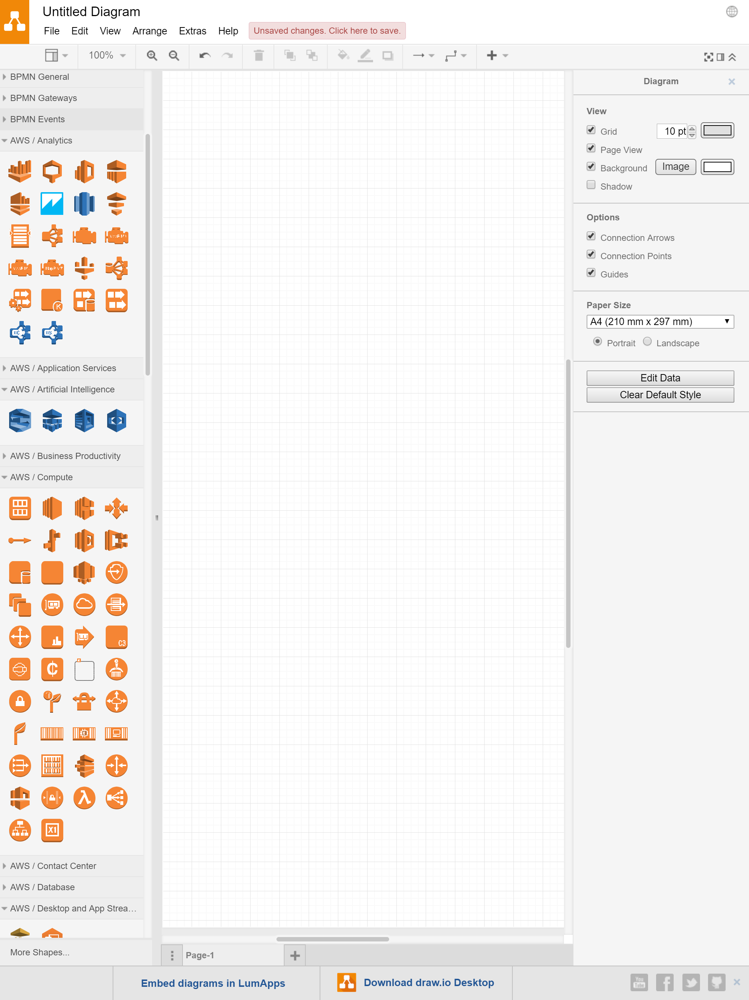 Untitled Diagram
File Edit View Arrange Extras Help Unsaved changes. Click here to save.
100%
BPMN General
BPMN Gateways
BPMN Events
AWS / Analytics
AWS / Application Services
AWS / Artificial Intelligence
AWS / Business Productivity
AWS / Compute
C3
X1
AWS / Contact Center
AWS / Database
AWS / Desktop and App Strea...
More Shapes...
Page-1
Diagram
View
Grid 10 pt
Page View
Background Image
Shadow
Options
Connection Arrows
Connection Points
Guides
Paper Size
A4 (210 mm x 297 mm)
Portrait Landscape
Edit Data
Clear Default Style
Embed diagrams in LumApps
Download draw.io Desktop
You
Tube